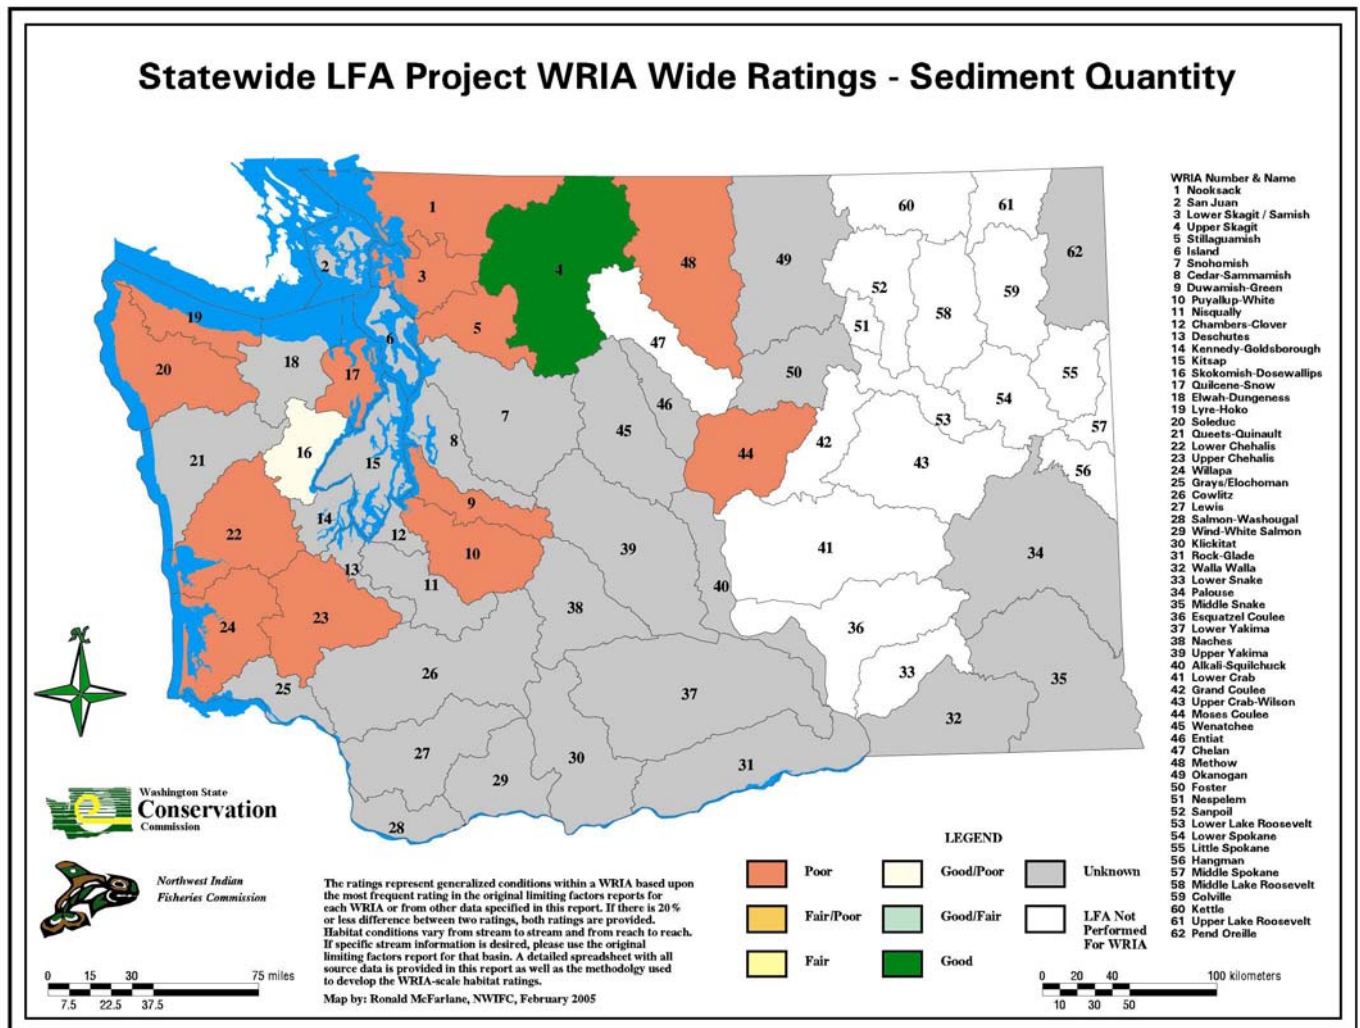 Statewide LFA Project WRIA Wide Ratings - Sediment Quantity
WRIA Number & Name
1 Nooksack
2 San Juan
3 Lower Skagit / Samish
4 Upper Skagit
5 Stillaguamish
6 Island
7 Snohomish
8 Cedar-Sammamish
9 Duwamish-Green
10 Puyallup-White
11 Nisqually
12 Chambers-Clover
13 Deschutes
14 Kennedy-Goldsborough
15 Kitsap
16 Skokomish-Dosewallips
17 Quilcene-Snow
18 Elwah-Dungeness
19 Lyre-Hoko
20 Soleduc
21 Queets-Quinault
22 Lower Chehalis
23 Upper Chehalis
24 Willapa
25 Grays/Elochoman
26 Cowlitz
27 Lewis
28 Salmon-Washougal
29 Wind-White Salmon
30 Klickitat
31 Rock-Glade
32 Walla Walla
33 Lower Snake
34 Palouse
35 Middle Snake
36 Esquatzel Coulee
37 Lower Yakima
38 Naches
39 Upper Yakima
40 Alkali-Squilchuck
41 Lower Crab
42 Grand Coulee
43 Upper Crab-Wilson
44 Moses Coulee
45 Wenatchee
46 Entiat
47 Chelan
48 Methow
49 Okanogan
50 Foster
51 Nespelem
52 Sanpoil
53 Lower Lake Roosevelt
54 Lower Spokane
55 Little Spokane
56 Hangman
57 Middle Spokane
58 Middle Lake Roosevelt
59 Colville
60 Kettle
61 Upper Lake Roosevelt
62 Pend Oreille
1
60
61
2
3
4
48
49
62
52
59
19
5
58
51
6
47
20
18
17
50
55
46
54
7
45
53
57
8
42
16
44
21
15
43
56
9
14
22
12
39
41
34
10
13
11
40
38
23
24
36
26
33
35
25
37
32
27
30
31
29
28
N
Washington State
Conservation
Commission
Northwest Indian
Fisheries Commission
The ratings represent generalized conditions within a WRIA based upon
the most frequent rating in the original limiting factors reports for
each WRIA or from other data specified in this report. If there is 20 %
or less difference between two ratings, both ratings are provided.
Habitat conditions vary from stream to stream and from reach to reach.
If specific stream information is desired, please use the original
limiting factors report for that basin. A detailed spreadsheet with all
source data is provided in this report as well as the methodolgy used
to develop the WRIA-scale habitat ratings.
Map by: Ronald McFarlane, NWIFC, February 2005
LEGEND
Poor
Good/Poor
Unknown
Fair/Poor
Good/Fair
LFA Not
Performed
For WRIA
Fair
Good
0 15 30 75 miles
7.5 22.5 37.5
0 20 40 100 kilometers
10 30 50